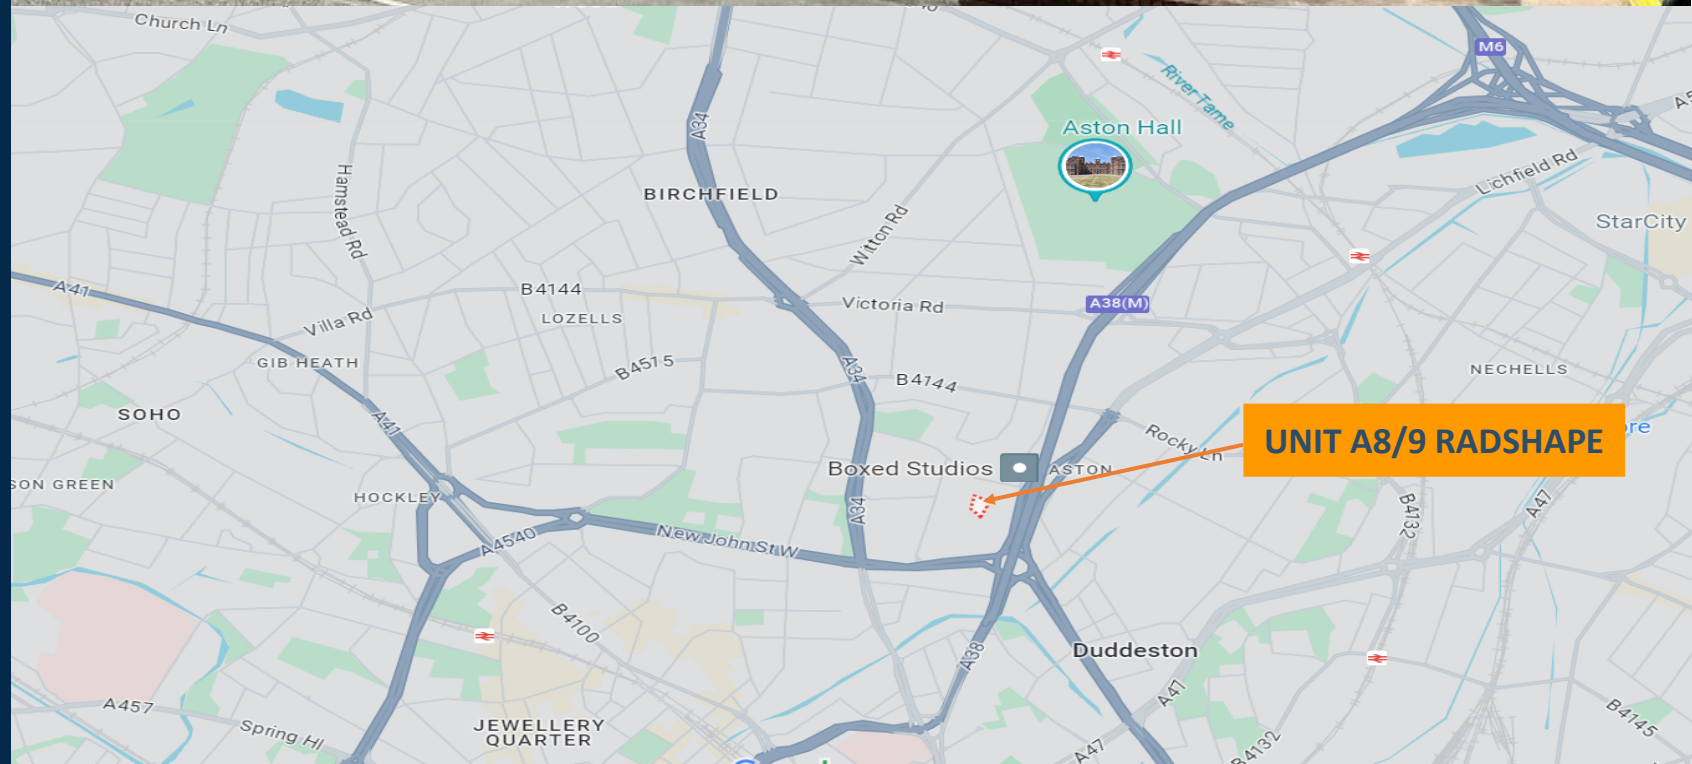 Church Ln
M6
River Tame
Aston Hall
A34
Hamstead Rd
Lichfield Rd
BIRCHFIELD
Witton Rd
StarCity
A41
B4144
Victoria Rd
A38(M)
Villa Rd
LOZELLS
GIB HEATH
B4515
A34
B4144
NECHELLS
SOHO
A41
Rocky Ln
UNIT A8/9 RADSHAPE
Boxed Studios
ASTON
SON GREEN
HOCKLEY
A34
B4132
A47
A4540
New John St W
B4100
A38
Duddeston
A47
A457
Spring Hl
JEWELLERY
QUARTER
B4145
A47
B4132